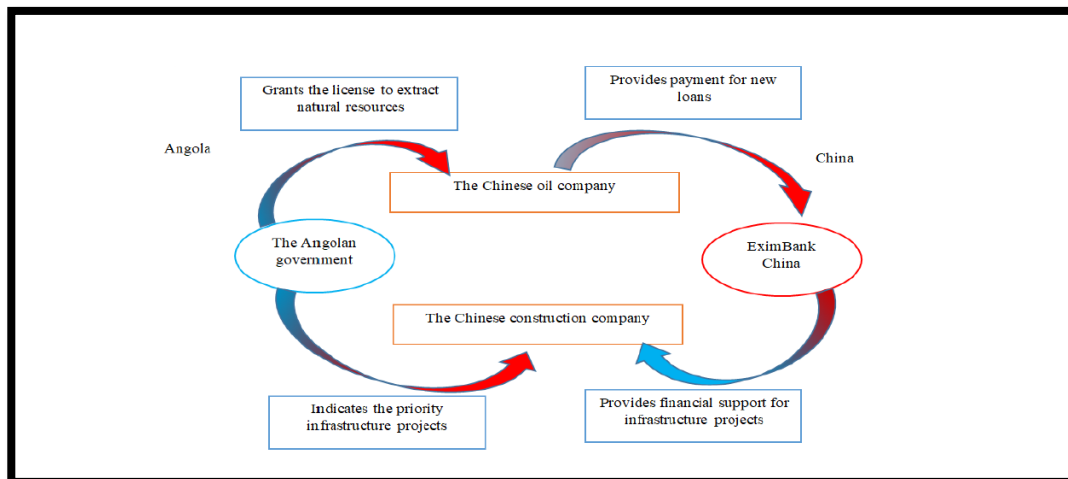 Grants the license to extract
natural resources
Provides payment for new
loans
Angola
China
The Chinese oil company
The Angolan
government
EximBank
China
The Chinese construction company
Indicates the priority
infrastructure projects
Provides financial support for
infrastructure projects